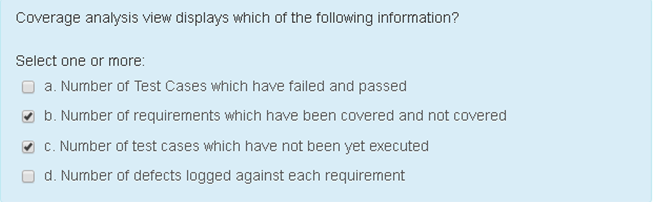 Coverage analysis view displays which of the following information?
Select one or more:
a. Number of Test Cases which have failed and passed
b. Number of requirements which have been covered and not covered
c. Number of test cases which have not been yet executed
d. Number of defects logged against each requirement